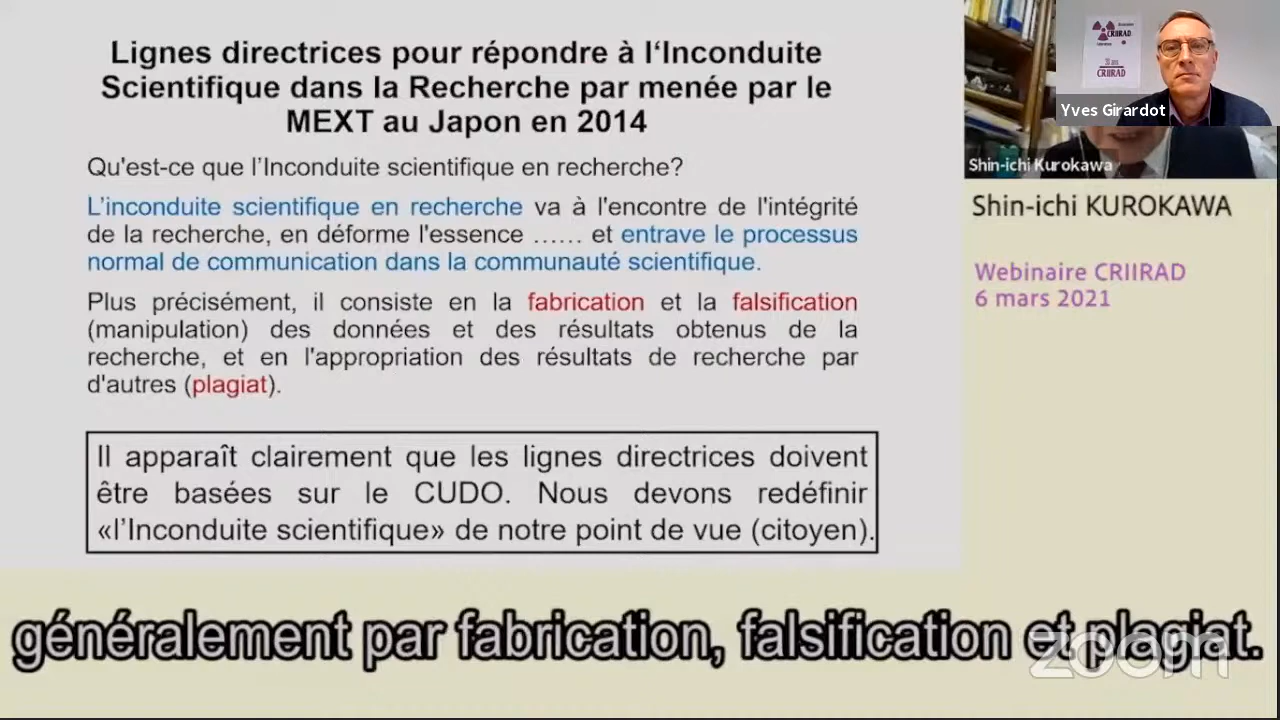 Lignes directrices pour répondre à l‘Inconduite
Scientifique dans la Recherche par menée par le
MEXT au Japon en 2014
Qu'est-ce que l’Inconduite scientifique en recherche?
L’inconduite scientifique en recherche va à l'encontre de l'intégrité
de la recherche, en déforme l'essence …… et entrave le processus
normal de communication dans la communauté scientifique.
Plus précisément, il consiste en la fabrication et la falsification
(manipulation) des données et des résultats obtenus de la
recherche, et en l'appropriation des résultats de recherche par
d'autres (plagiat).
Il apparaît clairement que les lignes directrices doivent
être basées sur le CUDO. Nous devons redéfinir
«l’Inconduite scientifique» de notre point de vue (citoyen).
CRIIRAD
CRIIRAD
Yves Girardot
Shin-ichi Kurokawa
Shin-ichi KUROKAWA
Webinaire CRIIRAD
6 mars 2021
généralement par fabrication, falsification et plagiat.
zoom